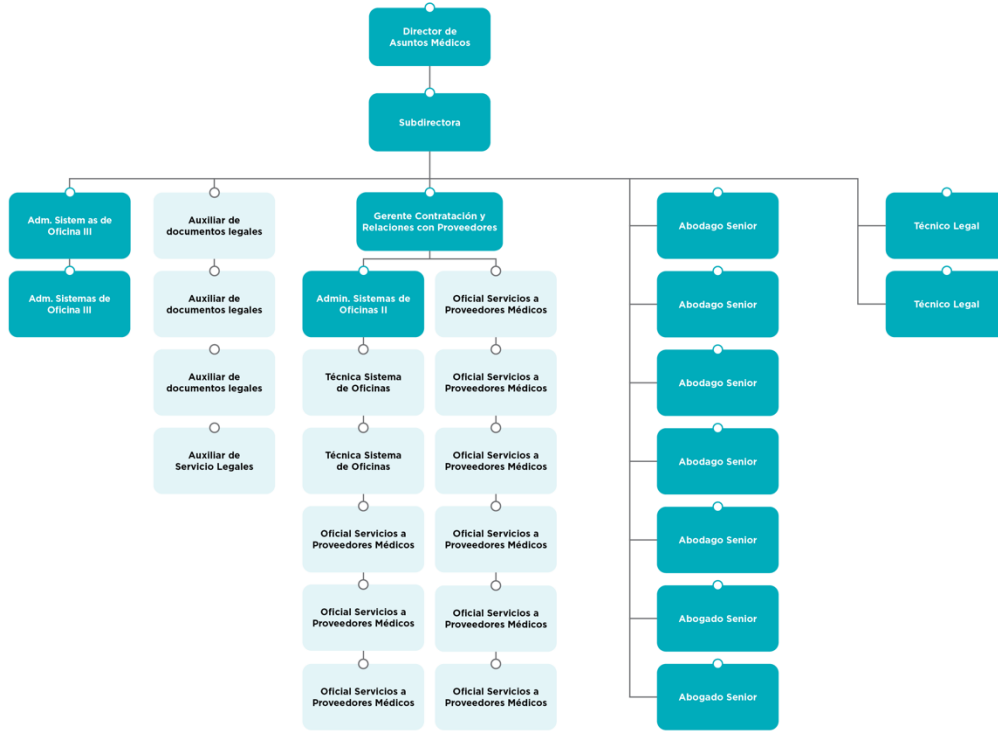 Director de
Asuntos Médicos
Subdirectora
Adm. Sistem as de
Oficina III
Adm. Sistemas de
Oficina III
Auxiliar de
documentos legales
Auxiliar de
documentos legales
Auxiliar de
documentos legales
Auxiliar de
Servicio Legales
Gerente Contratación y
Relaciones con Proveedores
Admin. Sistemas de
Oficinas II
Técnica Sistema
de Oficinas
Técnica Sistema
de Oficinas
Oficial Servicios a
Proveedores Médicos
Oficial Servicios a
Proveedores Médicos
Oficial Servicios a
Proveedores Médicos
Oficial Servicios a
Proveedores Médicos
Oficial Servicios a
Proveedores Médicos
Oficial Servicios a
Proveedores Médicos
Oficial Servicios a
Proveedores Médicos
Oficial Servicios a
Proveedores Médicos
Oficial Servicios a
Proveedores Médicos
Abodago Senior
Abodago Senior
Abodago Senior
Abodago Senior
Abodago Senior
Abogado Senior
Abogado Senior
Técnico Legal
Técnico Legal